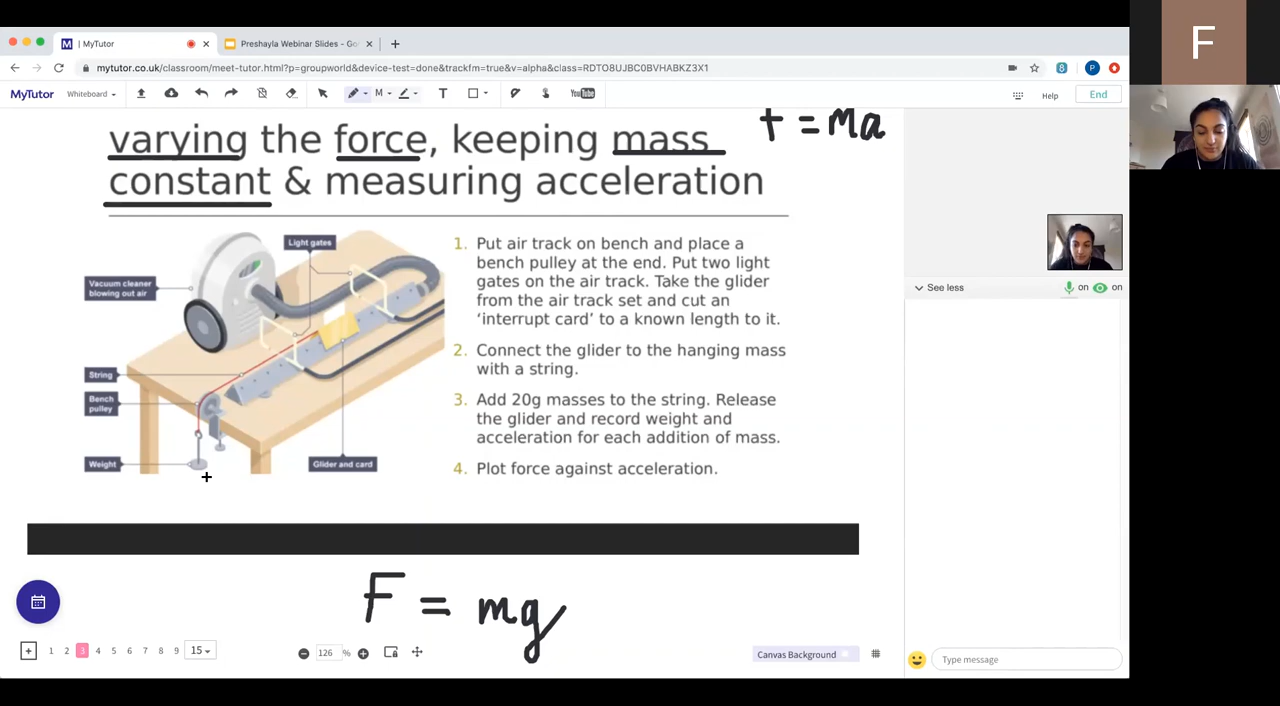 M | MyTutor
Preshayla Webinar Slides - Go
mytutor.co.uk/classroom/meet-tutor.html?p=groupworld&device-test=done&trackfm=true&v=alpha&class=RDTO8UJBC0BVHABKZ3X1
8
P
MyTutor
Whiteboard
M
T
YouTube
Help
End
F
varying the force, keeping mass
constant & measuring acceleration
F = Ma
Light gates
Vacuum cleaner
blowing out air
String
Bench
pulley
Weight
Glider and card
1. Put air track on bench and place a
bench pulley at the end. Put two light
gates on the air track. Take the glider
from the air track set and cut an
‘interrupt card’ to a known length to it.
2. Connect the glider to the hanging mass
with a string.
3. Add 20g masses to the string. Release
the glider and record weight and
acceleration for each addition of mass.
4. Plot force against acceleration.
F = mg
See less
on
on
1 2 3 4 5 6 7 8 9 15
126 %
Canvas Background
Type message